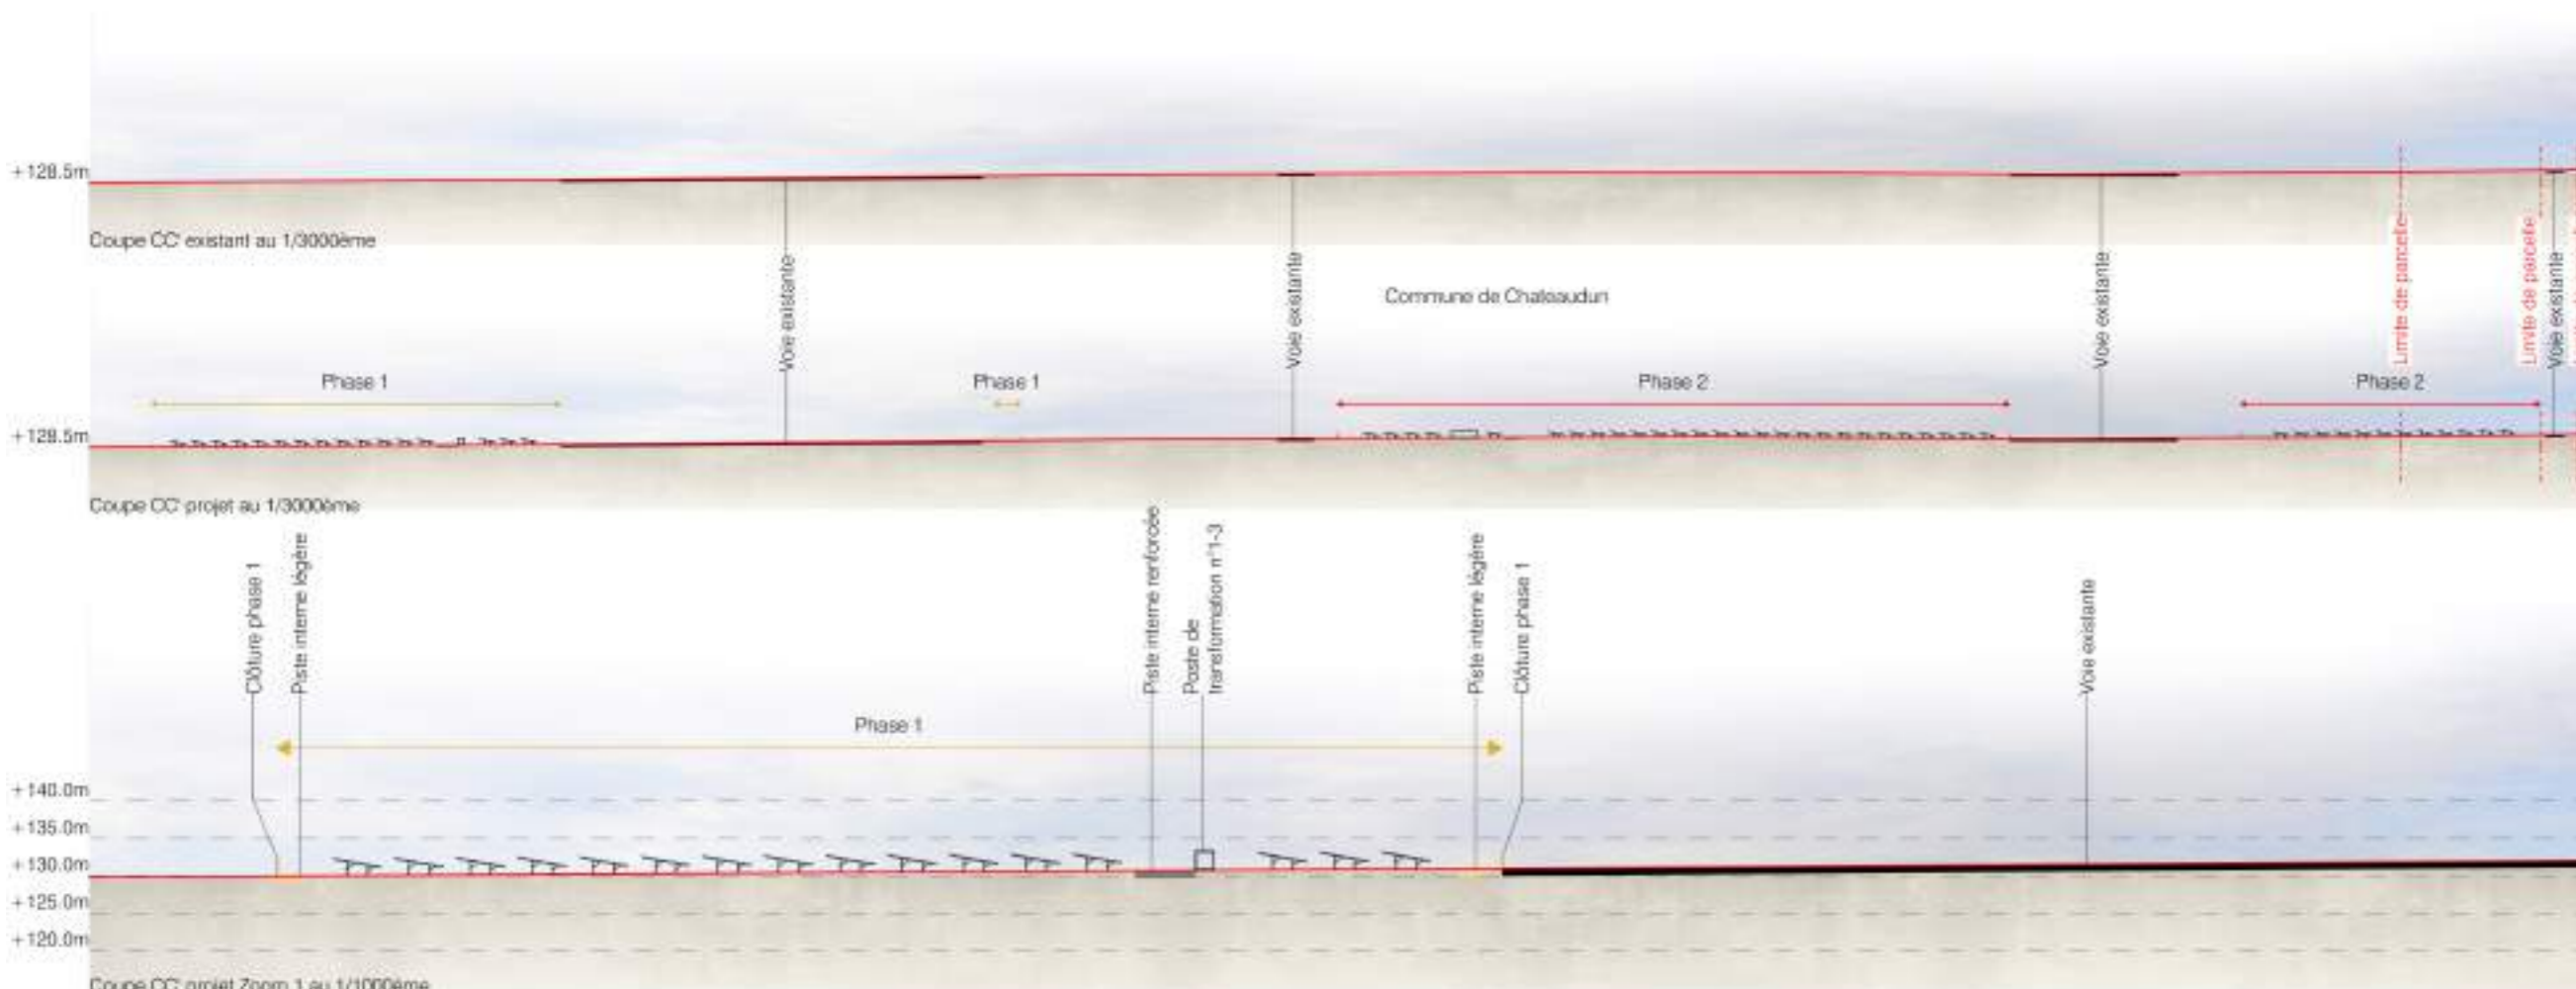 +128.5m
Coupe CC' existant au 1/3000ème
Voie existante
Voie existante
Commune de Chateaudun
Voie existante
Limite de parcelle
Limite de parcelle
Voie existante
Phase 1
Phase 1
Phase 2
Phase 2
+128.5m
Coupe CC' projet au 1/3000ème
Clôture phase 1
Piste interne légère
Piste interne renforcée
Poste de
transformation n°1-3
Piste interne légère
Clôture phase 1
Voie existante
Phase 1
+140.0m
+135.0m
+130.0m
+125.0m
+120.0m
Coupe CC' projet Zoom 1 au 1/1000ème